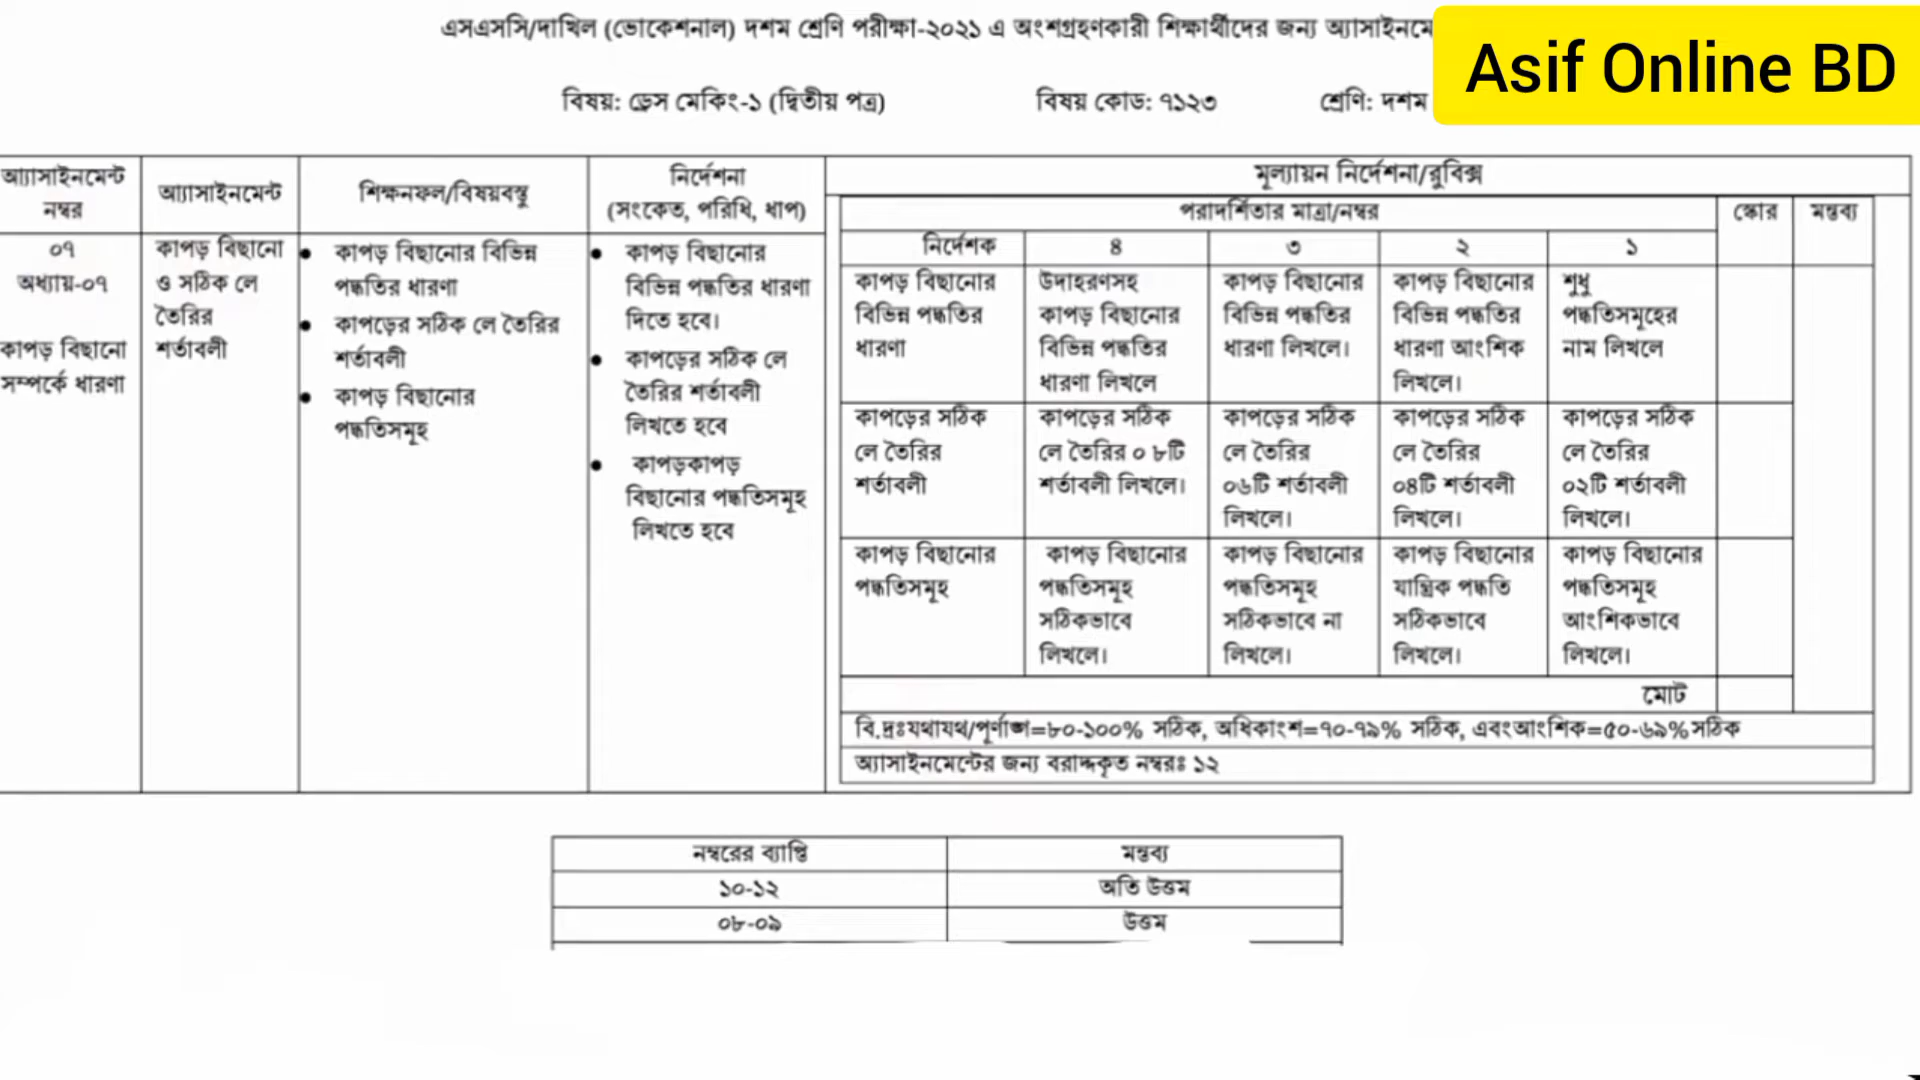 এসএসসি/দাখিল (ভোকেশনাল) দশম শ্রেণি পরীক্ষা-২০২১ এ অংশগ্রহণকারী শিক্ষার্থীদের জন্য অ্যাসাইনমে
Asif Online BD
বিষয়: ড্রেস মেকিং-১ (দ্বিতীয় পত্র) বিষয় কোড: ৭১২৩ শ্রেণি: দশম
আ্যাসাইনমেন্ট
নম্বর
আ্যাসাইনমেন্ট
শিক্ষনফল/বিষয়বস্তু
নির্দেশনা
(সংকেত, পরিধি, ধাপ)
মূল্যায়ন নির্দেশনা/রুবিক্স
পরাদর্শিতার মাত্রা/নম্বর
স্কোর
মন্তব্য
নির্দেশক ৪ ৩ ২ ১
০৭
অধ্যায়-০৭
কাপড় বিছানো
সম্পর্কে ধারণা
কাপড় বিছানো
ও সঠিক লে
তৈরির
শর্তাবলী
● কাপড় বিছানোর বিভিন্ন
পদ্ধতির ধারণা
● কাপড়ের সঠিক লে তৈরির
শর্তাবলী
● কাপড় বিছানোর
পদ্ধতিসমূহ
● কাপড় বিছানোর
বিভিন্ন পদ্ধতির ধারণা
দিতে হবে।
● কাপড়ের সঠিক লে
তৈরির শর্তাবলী
লিখতে হবে
● কাপড়কাপড়
বিছানোর পদ্ধতিসমূহ
লিখতে হবে
কাপড় বিছানোর
বিভিন্ন পদ্ধতির
ধারণা
উদাহরণসহ
কাপড় বিছানোর
বিভিন্ন পদ্ধতির
ধারণা লিখলে
কাপড় বিছানোর
বিভিন্ন পদ্ধতির
ধারণা লিখলে।
কাপড় বিছানোর
বিভিন্ন পদ্ধতির
ধারণা আংশিক
লিখলে।
শুধু
পদ্ধতিসমূহের
নাম লিখলে
কাপড়ের সঠিক
লে তৈরির
শর্তাবলী
কাপড়ের সঠিক
লে তৈরির ০ ৮টি
শর্তাবলী লিখলে।
কাপড়ের সঠিক
লে তৈরির
০৬টি শর্তাবলী
লিখলে।
কাপড়ের সঠিক
লে তৈরির
০৪টি শর্তাবলী
লিখলে।
কাপড়ের সঠিক
লে তৈরির
০২টি শর্তাবলী
লিখলে।
কাপড় বিছানোর
পদ্ধতিসমূহ
কাপড় বিছানোর
পদ্ধতিসমূহ
সঠিকভাবে
লিখলে।
কাপড় বিছানোর
পদ্ধতিসমূহ
সঠিকভাবে না
লিখলে।
কাপড় বিছানোর
যান্ত্রিক পদ্ধতি
সঠিকভাবে
লিখলে।
কাপড় বিছানোর
পদ্ধতিসমূহ
আংশিকভাবে
লিখলে।
মোট
বি.দ্রঃযথাযথ/পূর্ণাঙ্গ=৮০-১০০% সঠিক, অধিকাংশ=৭০-৭৯% সঠিক, এবংআংশিক=৫০-৬৯%সঠিক
অ্যাসাইনমেন্টের জন্য বরাদ্দকৃত নম্বরঃ ১২
নম্বরের ব্যাপ্তি মন্তব্য
১০-১২ অতি উত্তম
০৮-০৯ উত্তম